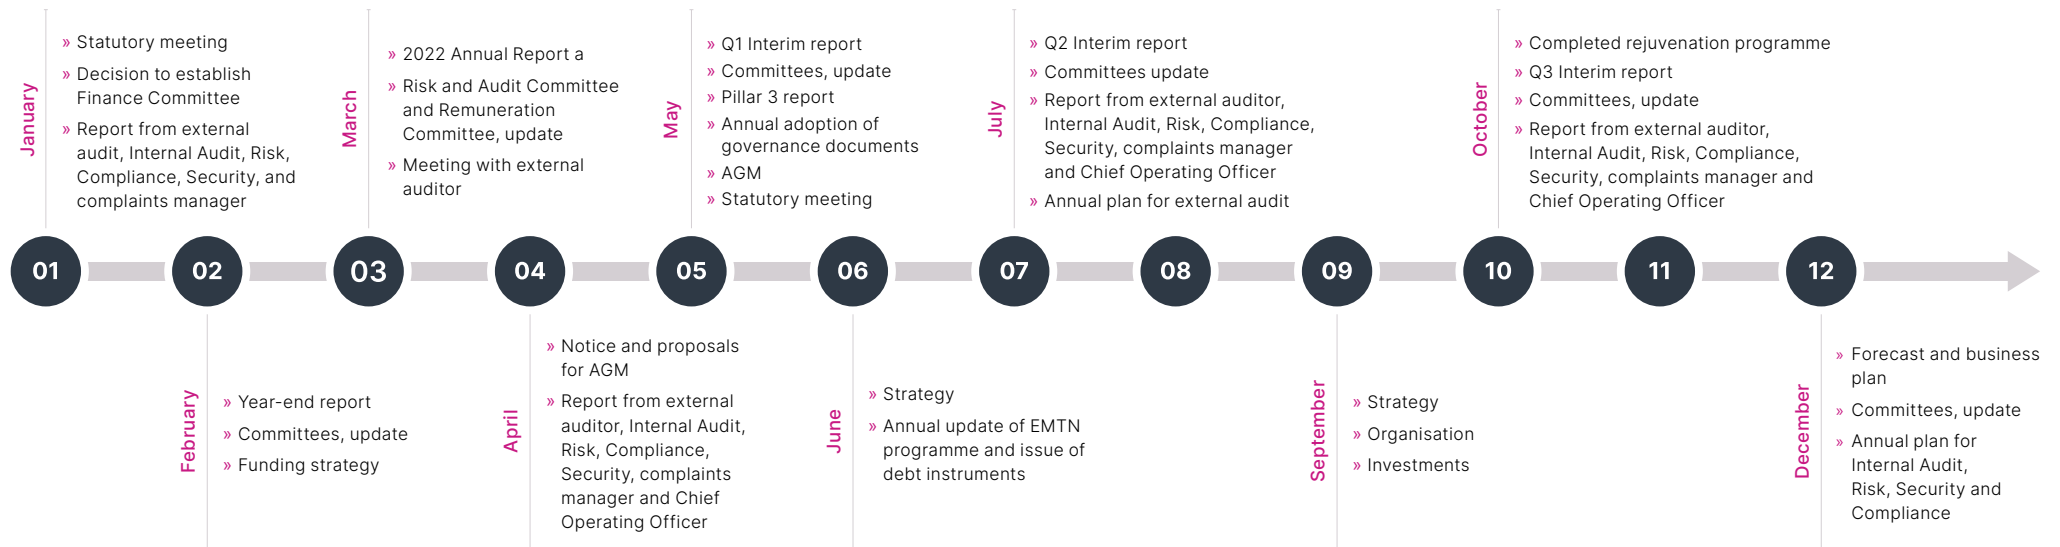 January
» Statutory meeting
» Decision to establish
Finance Committee
» Report from external
audit, Internal Audit, Risk,
Compliance, Security, and
complaints manager
March
» 2022 Annual Report a
» Risk and Audit Committee
and Remuneration
Committee, update
» Meeting with external
auditor
May
» Q1 Interim report
» Committees, update
» Pillar 3 report
» Annual adoption of
governance documents
» AGM
» Statutory meeting
July
» Q2 Interim report
» Committees update
» Report from external auditor,
Internal Audit, Risk, Compliance,
Security, complaints manager
and Chief Operating Officer
» Annual plan for external audit
October
» Completed rejuvenation programme
» Q3 Interim report
» Committees, update
» Report from external auditor,
Internal Audit, Risk, Compliance,
Security, complaints manager and
Chief Operating Officer
01
02
03
04
05
06
07
08
09
10
11
12
February
» Year-end report
» Committees, update
» Funding strategy
April
» Notice and proposals
for AGM
» Report from external
auditor, Internal Audit,
Risk, Compliance,
Security, complaints
manager and Chief
Operating Officer
June
» Strategy
» Annual update of EMTN
programme and issue of
debt instruments
September
» Strategy
» Organisation
» Investments
December
» Forecast and business
plan
» Committees, update
» Annual plan for
Internal Audit,
Risk, Security and
Compliance